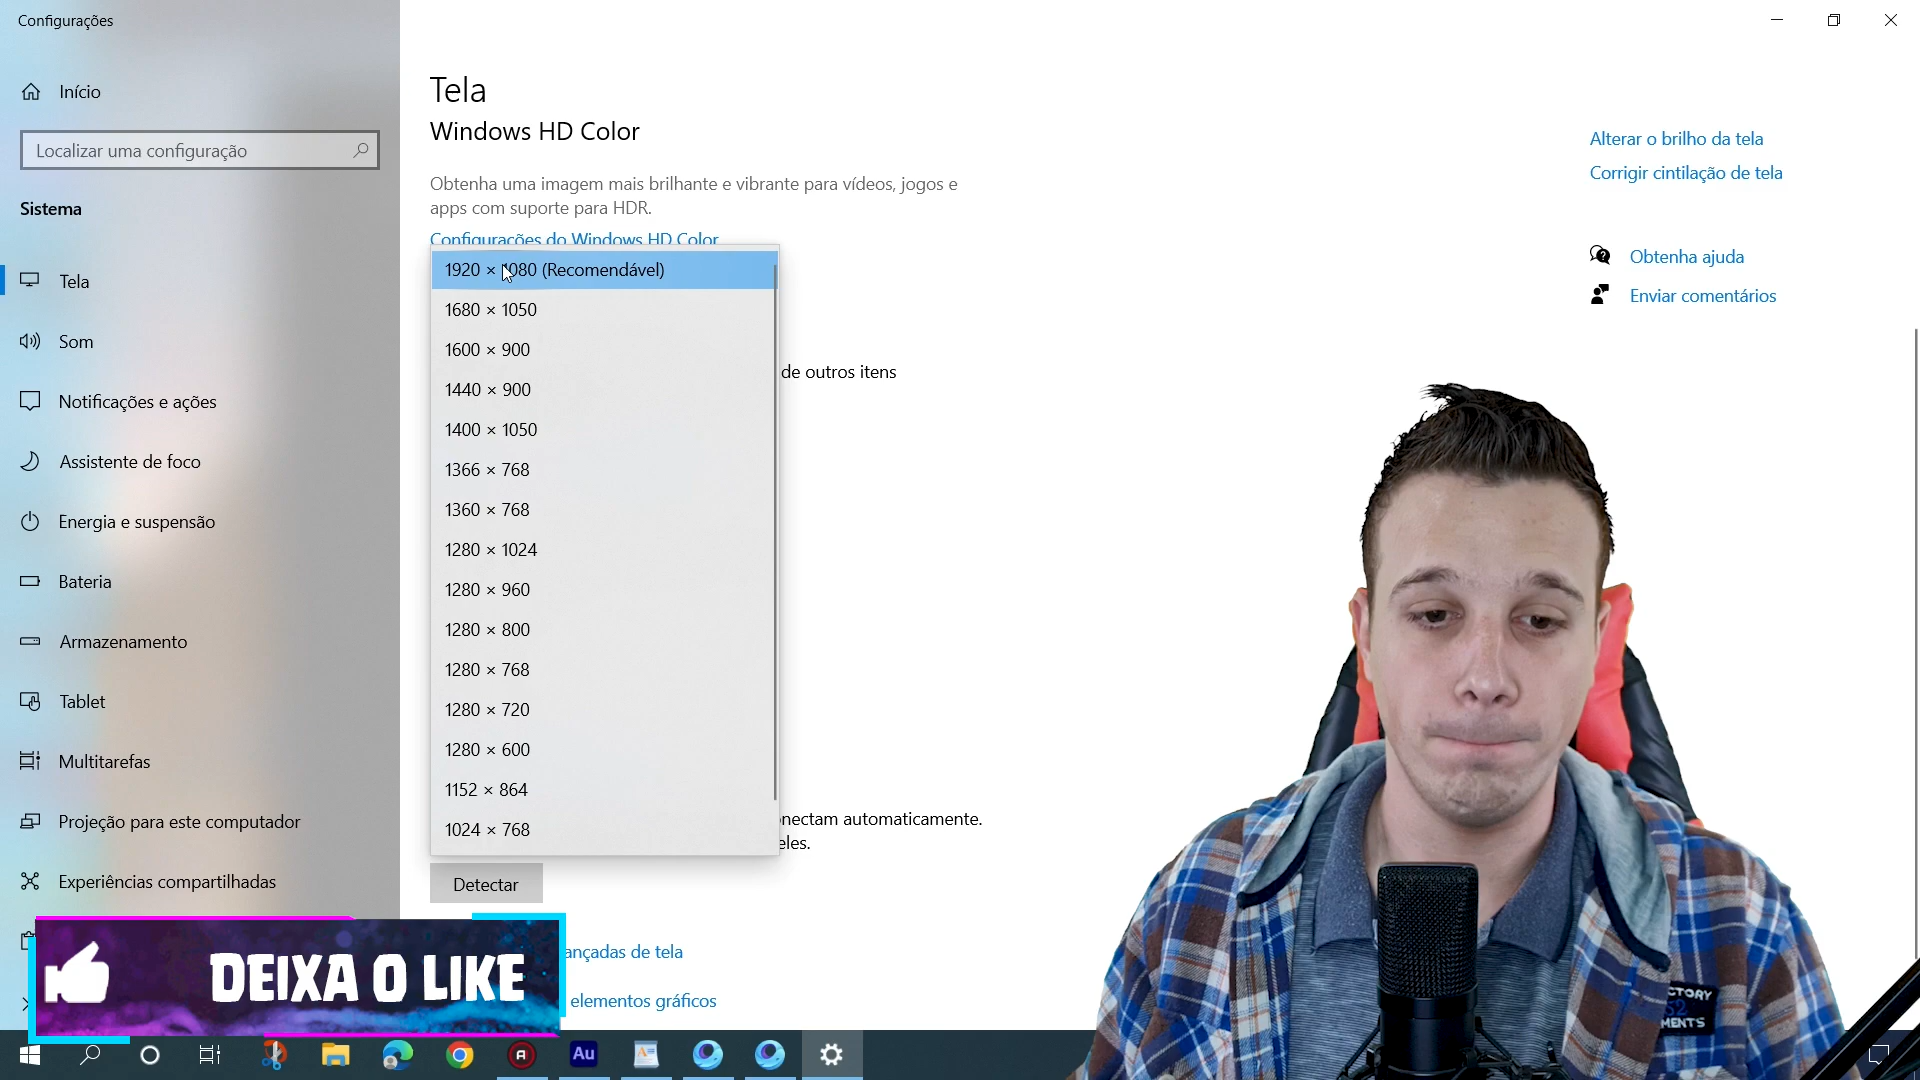 Configurações
Início
Localizar uma configuração
Sistema
Tela
Som
Notificações e ações
Assistente de foco
Energia e suspensão
Bateria
Armazenamento
Tablet
Multitarefas
Projeção para este computador
Experiências compartilhadas
Tela
Windows HD Color
Obtenha uma imagem mais brilhante e vibrante para vídeos, jogos e
apps com suporte para HDR.
Configurações do Windows HD Color
1920 × 1080 (Recomendável)
1680 × 1050
1600 × 900
de outros itens
1440 × 900
1400 × 1050
1366 × 768
1360 × 768
1280 × 1024
1280 × 960
1280 × 800
1280 × 768
1280 × 720
1280 × 600
1152 × 864
1024 × 768
nectam automaticamente.
eles.
Detectar
ançadas de tela
elementos gráficos
Alterar o brilho da tela
Corrigir cintilação de tela
Obtenha ajuda
Enviar comentários
DEIXA O LIKE
Au